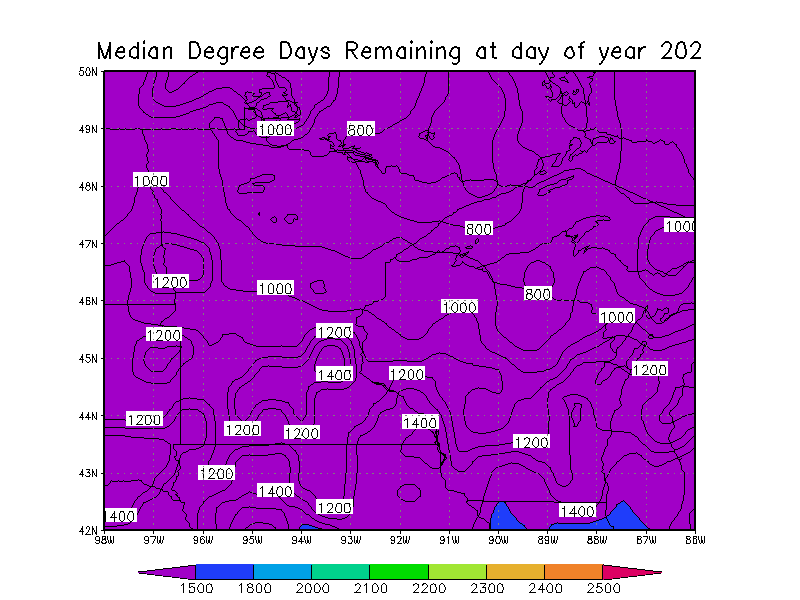 Median Degree Days Remaining at day of year 202
50N
49N
1000 800
48N
1000
1000
800
47N
1200
1000
800
46N
1000
1000
1200 1200
45N
1400 1200 1200
44N
1200 1400
1200 1200 1200
43N
1200
1400
1200 1400
1400
42N
98W 97W 96W 95W 94W 93W 92W 91W 90W 89W 88W 87W 86W
1500 1800 1900 2100 2200 2300 2400 2500